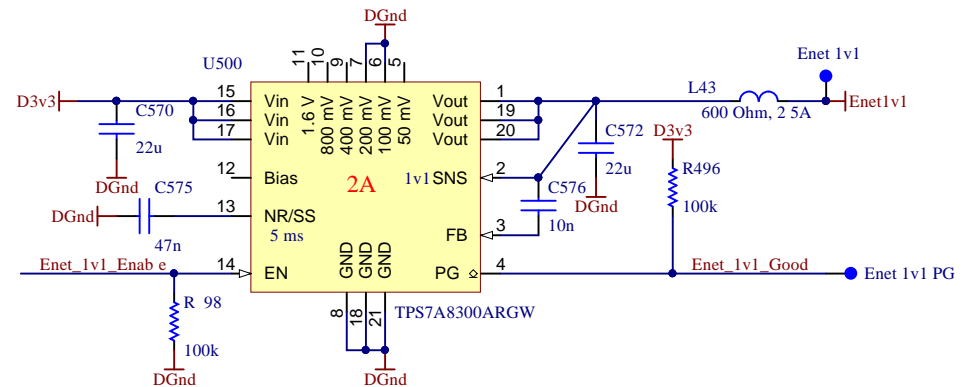 DGnd
U500
11
10
9
7
6
5
Enet 1v1
D3v3
C570
22u
DGnd
15
16
17
Vin
Vin
Vin
1.6 V
800 mV
400 mV
200 mV
100 mV
50 mV
Vout
Vout
Vout
1
19
20
L43
600 Ohm, 2 5A
Enet1v1
C572
22u
DGnd
D3v3
R496
100k
12
Bias
2A
1v1 SNS
2
C576
10n
C575
DGnd
47n
13
NR/SS
5 ms
FB
3
Enet_1v1_Enab e
14
EN
GND
GND
GND
PG
4
Enet_1v1_Good
Enet 1v1 PG
R 98
100k
DGnd
8
18
21
TPS7A8300ARGW
DGnd